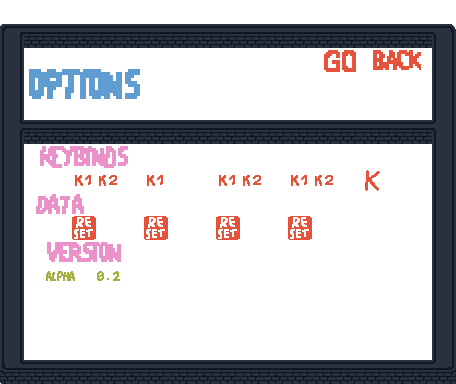 GO BACK
OPTIONS
KEYBINDS
K1 K2 K1 K1 K2 K1 K2 K
DATA
RE SET RE SET RE SET RE SET
VERSION
ALPHA 0.2